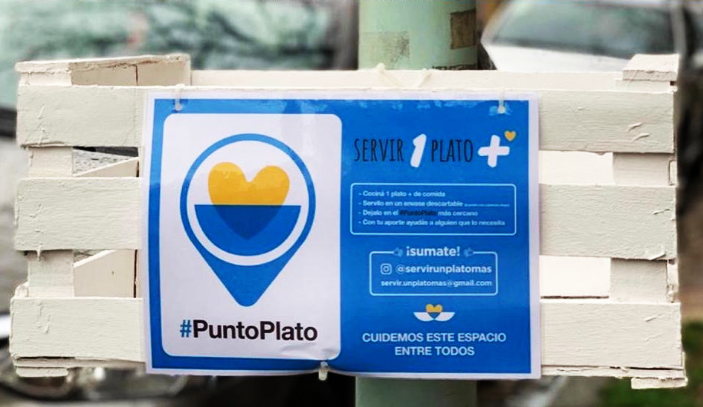 SERVIR 1 PLATO +
- Cociná 1 plato + de comida
- Servilo en un envase descartable
- Dejalo en el #PuntoPlato más cercano
- Con tu aporte ayudás a alguien que lo necesita
¡sumate!
@servirunplatomas
servir.unplatomas@gmail.com
#PuntoPlato
CUIDEMOS ESTE ESPACIO
ENTRE TODOS